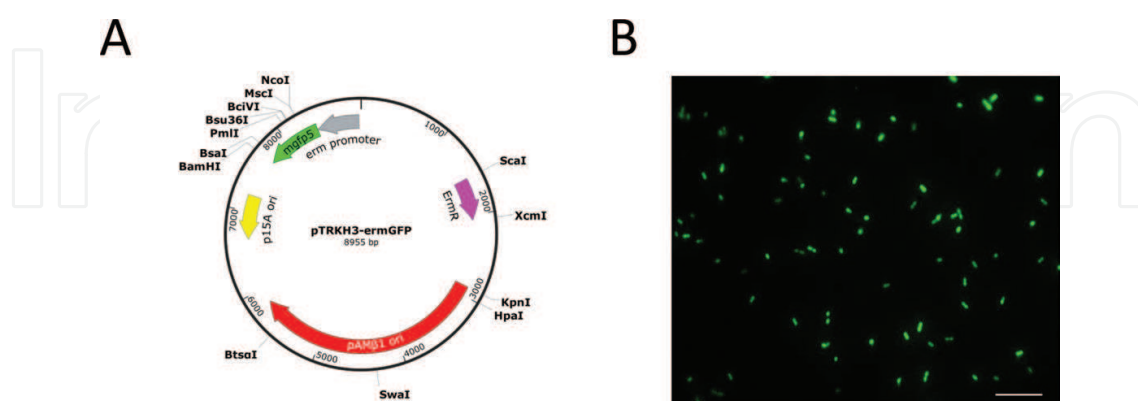 A
B
NcoI
MscI
BciVI
Bsu36I
PmlI
BsaI
BamHI
8000
mgfp5
erm promoter
1000
ScaI
ErmR
2000
XcmI
7000
p15A ori
pTRKH3-ermGFP
8955 bp
3000
KpnI
HpaI
6000
BtsαI
pAMβ1 ori
5000
4000
SwaI